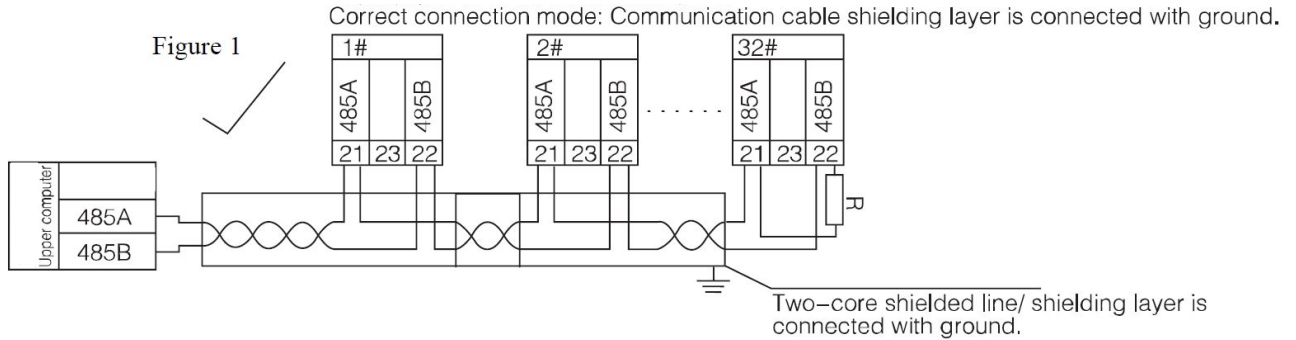 Correct connection mode: Communication cable shielding layer is connected with ground.
Figure 1
1#
2#
32#
485A
485B
485A
485B
485A
485B
21 23 22
21 23 22
21 23 22
R
Upper computer
485A
485B
Two-core shielded line/ shielding layer is
connected with ground.